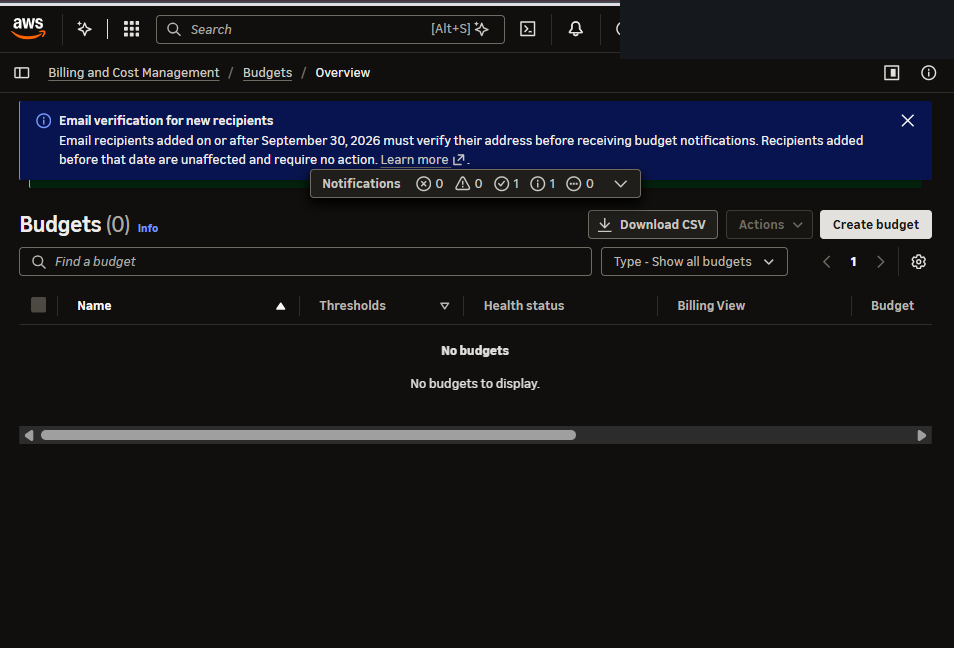 aws
Search [Alt+S]
Billing and Cost Management / Budgets / Overview
Email verification for new recipients
Email recipients added on or after September 30, 2026 must verify their address before receiving budget notifications. Recipients added
before that date are unaffected and require no action. Learn more .
Notifications 0 0 1 1 0
Budgets (0) Info
Download CSV Actions Create budget
Find a budget Type - Show all budgets 1
Name Thresholds Health status Billing View Budget
No budgets
No budgets to display.